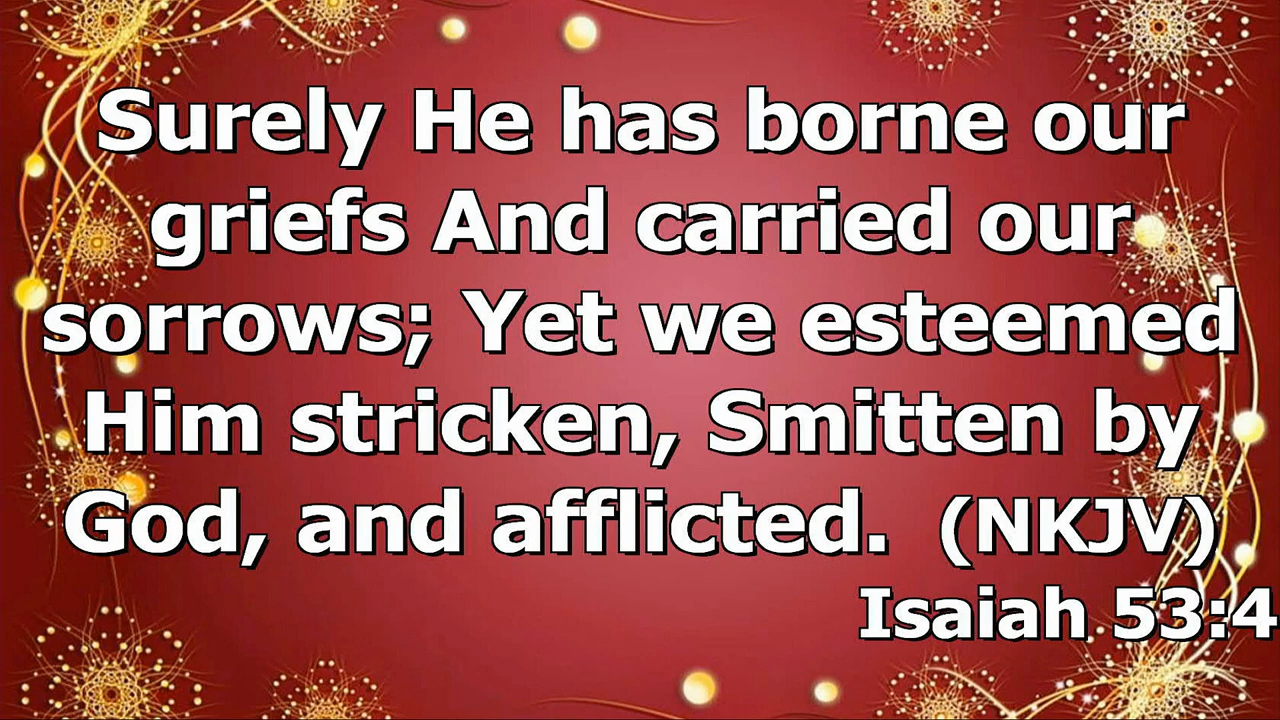 Surely He has borne our
griefs And carried our
sorrows; Yet we esteemed
Him stricken, Smitten by
God, and afflicted. (NKJV)
Isaiah 53:4